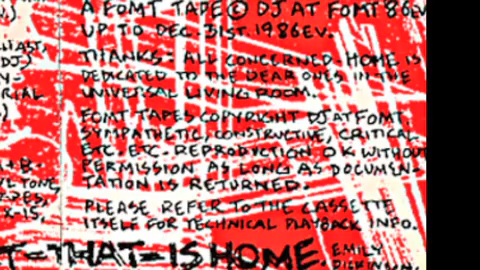 A FOMT TAPE © DJ AT FOMT 86EV
UP TO DEC. 31ST. 1986EV.
THANKS: ALL CONCERNED-HOME IS
DEDICATED TO THE DEAR ONES IN THE
UNIVERSAL LIVING ROOM.
FOMT TAPES COPYRIGHT DJ AT FOMT.
SYMPATHETIC, CONSTRUCTIVE, CRITICAL
ETC. ETC. REPRODUCTION OK WITHOUT
PERMISSION AS LONG AS DOCUMEN-
TATION IS RETURNED.
PLEASE REFER TO THE CASSETTE
ITSELF FOR TECHNICAL PLAYBACK INFO.
T=THAT=IS HOME. EMILY
DICKINSON.